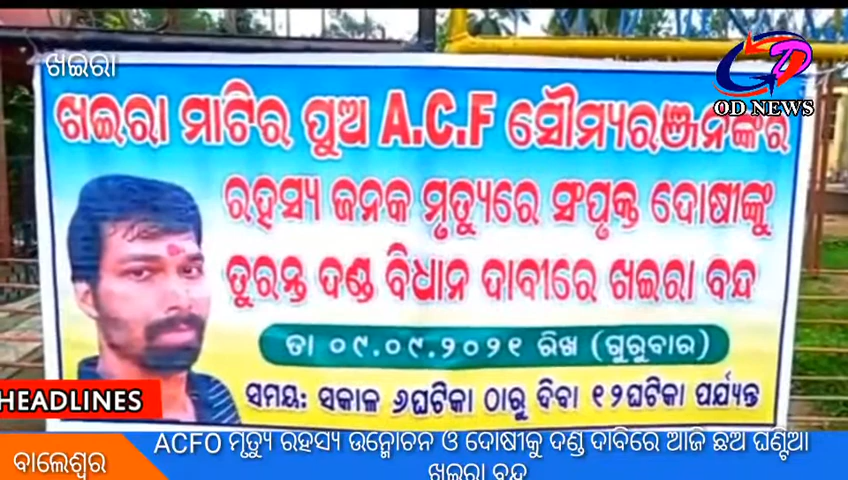 ଖଇରା
OD NEWS
ଖଇରା ମାଟିର ପୁଅ A.C.F ସୌମ୍ୟରଞ୍ଜନଙ୍କର
ରହସ୍ୟ ଜନକ ମୃତ୍ୟୁରେ ସଂପୃକ୍ତ ଦୋଷୀଙ୍କୁ
ତୁରନ୍ତ ଦଣ୍ଡ ବିଧାନ ଦାବୀରେ ଖଇରା ବନ୍ଦ
ତା ୦୯.୦୯.୨୦୨୧ ରିଖ (ଗୁରୁବାର)
ସମୟ: ସକାଳ ୬ଘଟିକା ଠାରୁ ଦିବା ୧୨ଘଟିକା ପର୍ଯ୍ୟନ୍ତ
HEADLINES
ବାଲେଶ୍ୱର
ACFO ମୃତ୍ୟୁ ରହସ୍ୟ ଉନ୍ମୋଚନ ଓ ଦୋଷୀକୁ ଦଣ୍ଡ ଦାବିରେ ଆଜି ଛଅ ଘଣ୍ଟିଆ
ଖଇରା ବନ୍ଦ